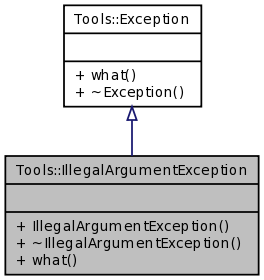 Tools::Exception
+ what()
+ ~Exception()
Tools::IllegalArgumentException
+ IllegalArgumentException()
+ ~IllegalArgumentException()
+ what()